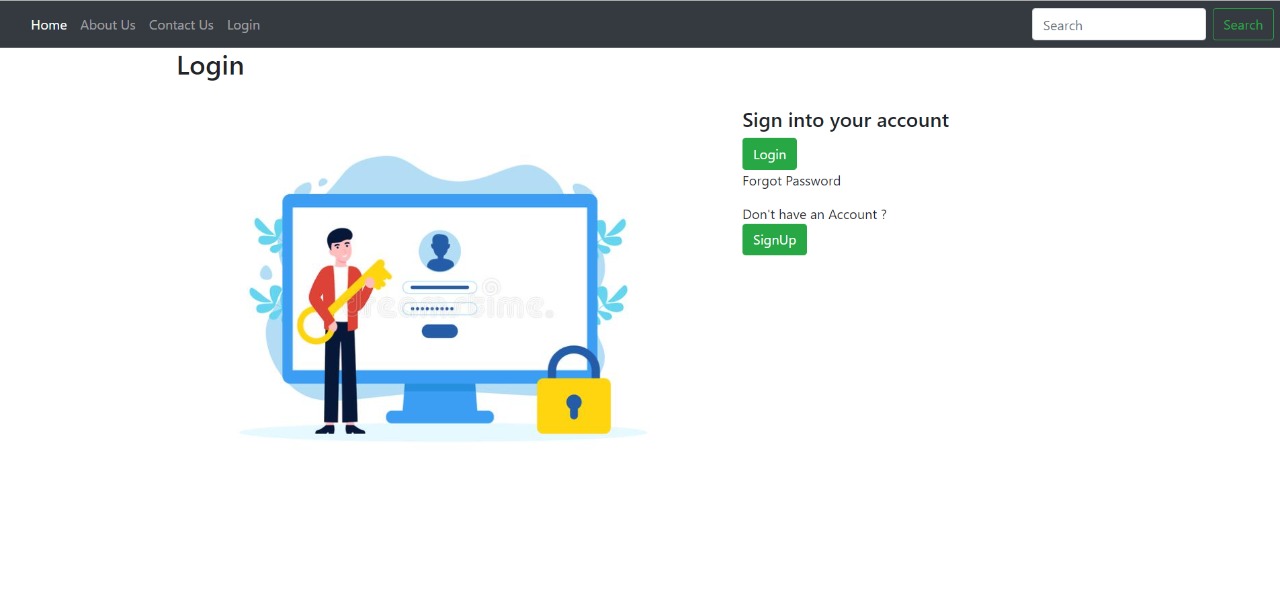 Home About Us Contact Us Login Search Search
Login
Sign into your account
Login
Forgot Password
Don't have an Account ?
SignUp
dreamstime.